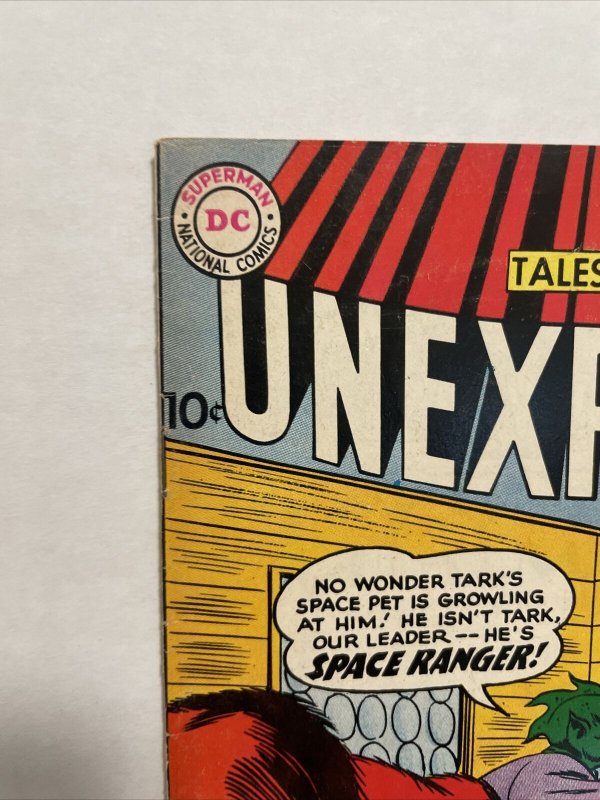 SUPERMAN
DC
• NATIONAL COMICS •
TALES
UNEXP
10¢
NO WONDER TARK'S
SPACE PET IS GROWLING
AT HIM! HE ISN'T TARK,
OUR LEADER -- HE'S
SPACE RANGER!